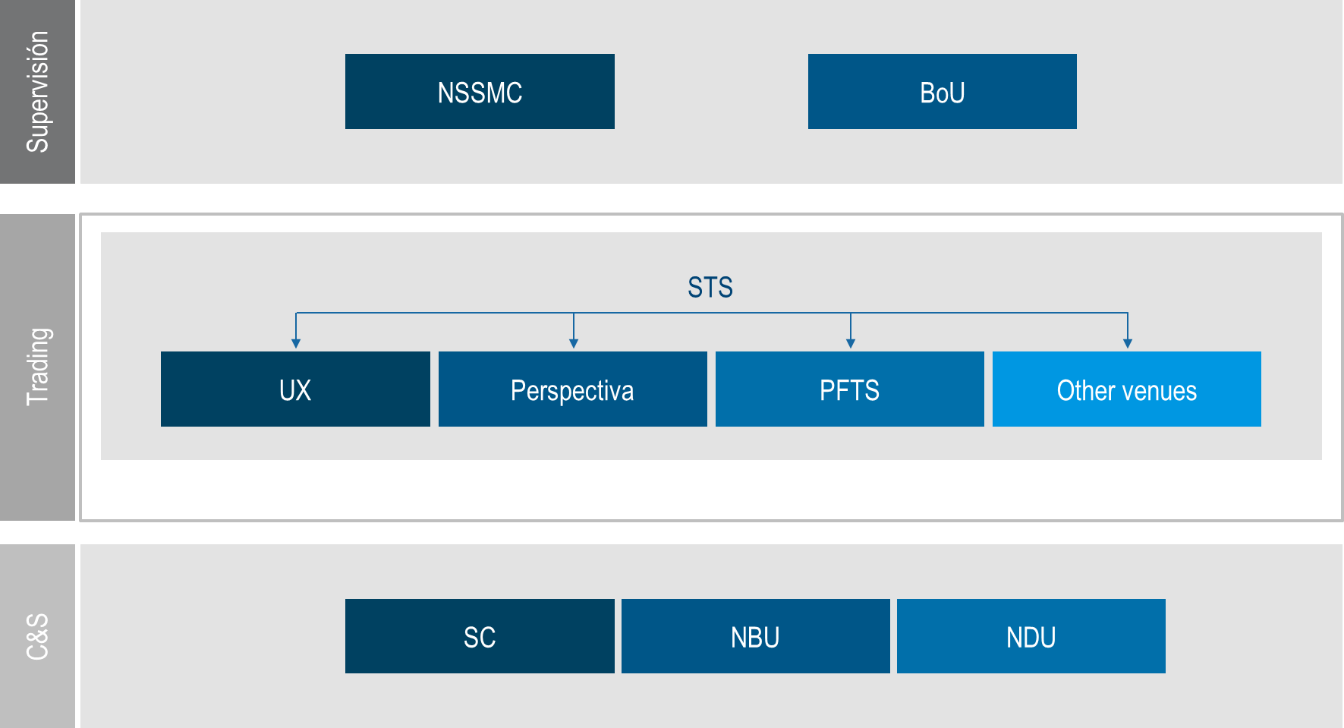 Supervisión
NSSMC
BoU
Trading
STS
UX
Perspectiva
PFTS
Other venues
C&S
SC
NBU
NDU